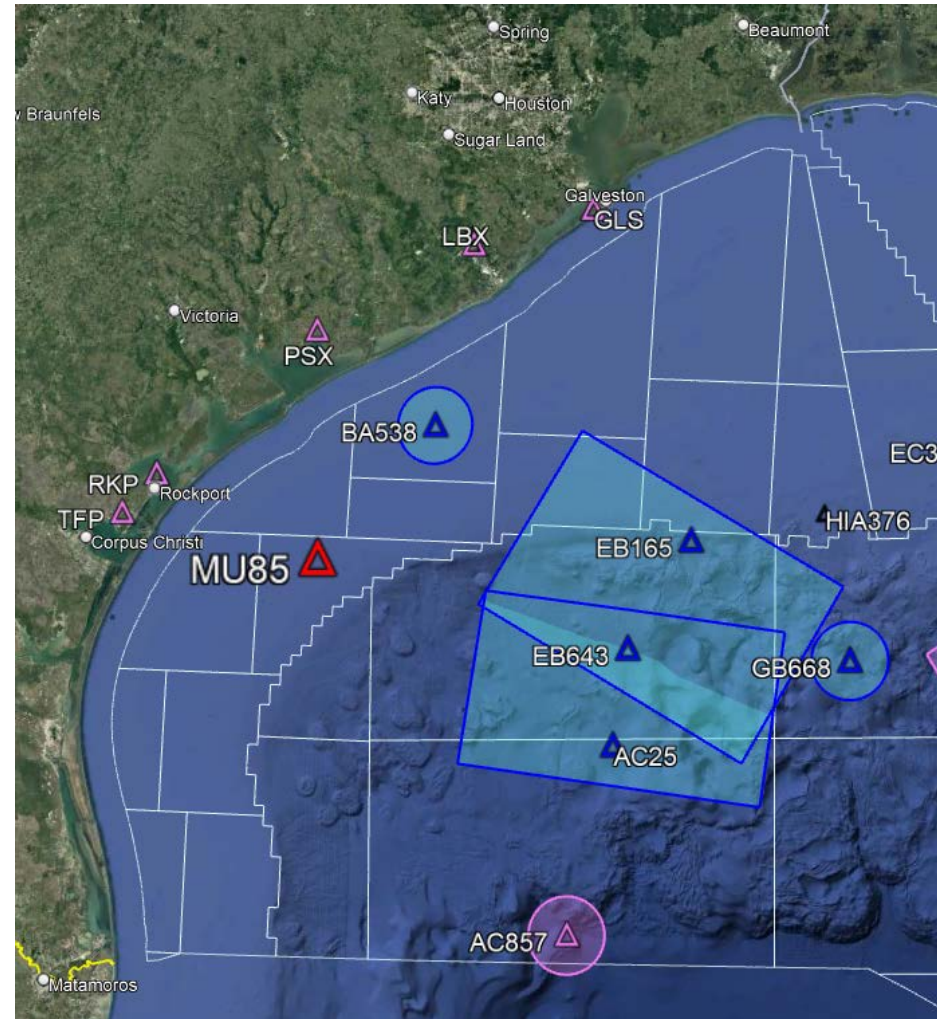 Spring
Beaumont
Katy
Houston
w Braunfels
Sugar Land
Galveston
GLS
LBX
Victoria
PSX
BA538
EC3
RKP
Rockport
TFP
HIA376
Corpus Christi
EB165
MU85
EB643
GB668
AC25
AC857
Matamoros